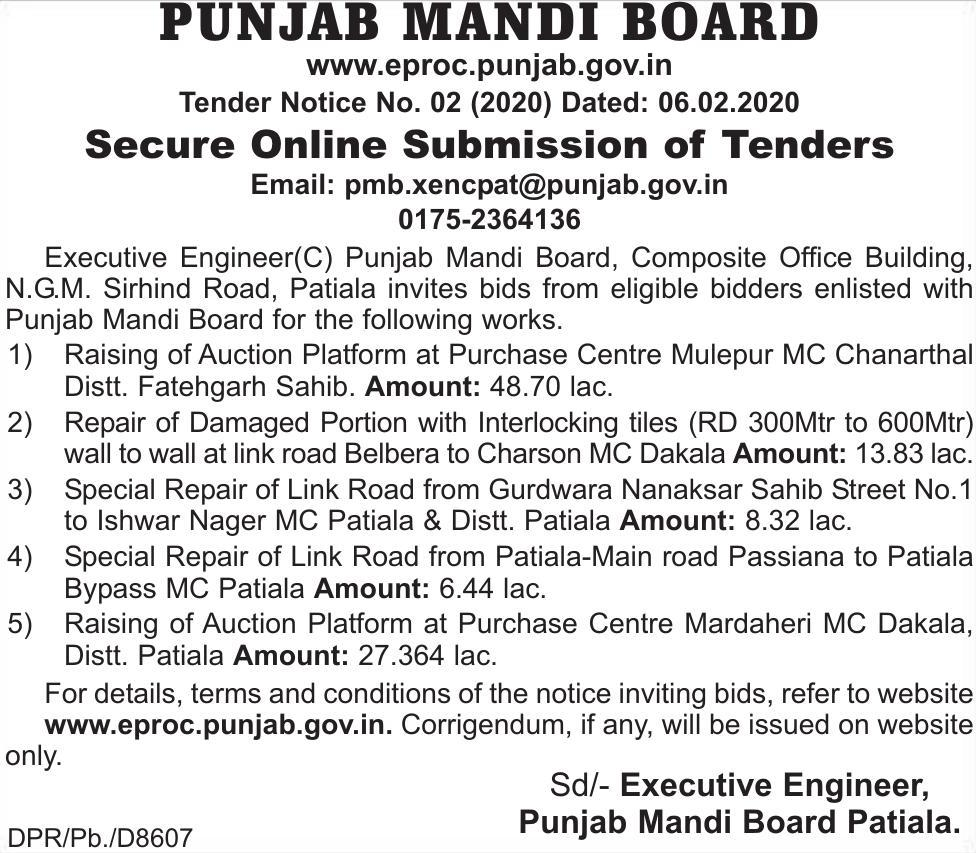 PUNJAB MANDI BOARD
www.eproc.punjab.gov.in
Tender Notice No. 02 (2020) Dated: 06.02.2020
Secure Online Submission of Tenders
Email: pmb.xencpat@punjab.gov.in
0175-2364136
Executive Engineer(C) Punjab Mandi Board, Composite Office Building,
N.G.M. Sirhind Road, Patiala invites bids from eligible bidders enlisted with
Punjab Mandi Board for the following works.
1) Raising of Auction Platform at Purchase Centre Mulepur MC Chanarthal
Distt. Fatehgarh Sahib. Amount: 48.70 lac.
2) Repair of Damaged Portion with Interlocking tiles (RD 300Mtr to 600Mtr)
wall to wall at link road Belbera to Charson MC Dakala Amount: 13.83 lac.
3) Special Repair of Link Road from Gurdwara Nanaksar Sahib Street No.1
to Ishwar Nager MC Patiala & Distt. Patiala Amount: 8.32 lac.
4) Special Repair of Link Road from Patiala-Main road Passiana to Patiala
Bypass MC Patiala Amount: 6.44 lac.
5) Raising of Auction Platform at Purchase Centre Mardaheri MC Dakala,
Distt. Patiala Amount: 27.364 lac.
For details, terms and conditions of the notice inviting bids, refer to website
www.eproc.punjab.gov.in. Corrigendum, if any, will be issued on website
only.
Sd/- Executive Engineer,
Punjab Mandi Board Patiala.
DPR/Pb./D8607